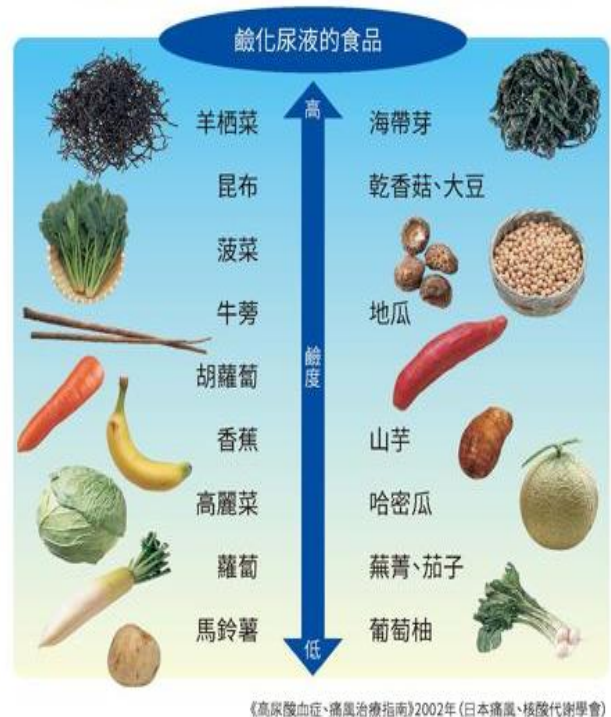 鹼化尿液的食品
高
羊栖菜
海帶芽
昆布
乾香菇、大豆
菠菜
牛蒡
地瓜
鹼度
胡蘿蔔
香蕉
山芋
高麗菜
哈密瓜
蘿蔔
蕪菁、茄子
馬鈴薯
葡萄柚
低
《高尿酸血症、痛風治療指南》2002年(日本痛風、核酸代謝學會)